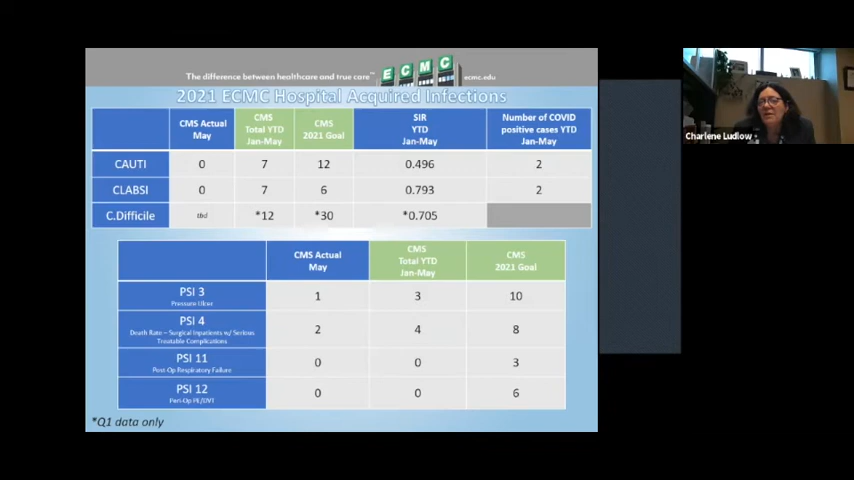 The difference between healthcare and true care™
ECMC
ecmc.edu
2021 ECMC Hospital Acquired Infections
CMS Actual May
CMS Total YTD Jan-May
CMS 2021 Goal
SIR YTD Jan-May
Number of COVID positive cases YTD Jan-May
CAUTI 0 7 12 0.496 2
CLABSI 0 7 6 0.793 2
C.Difficile tbd *12 *30 *0.705
CMS Actual May
CMS Total YTD Jan-May
CMS 2021 Goal
PSI 3
Pressure Ulcer
1 3 10
PSI 4
Death Rate – Surgical Inpatients w/ Serious
Treatable Complications
2 4 8
PSI 11
Post-Op Respiratory Failure
0 0 3
PSI 12
Peri-Op PE/DVT
0 0 6
*Q1 data only
Charlene Ludlow